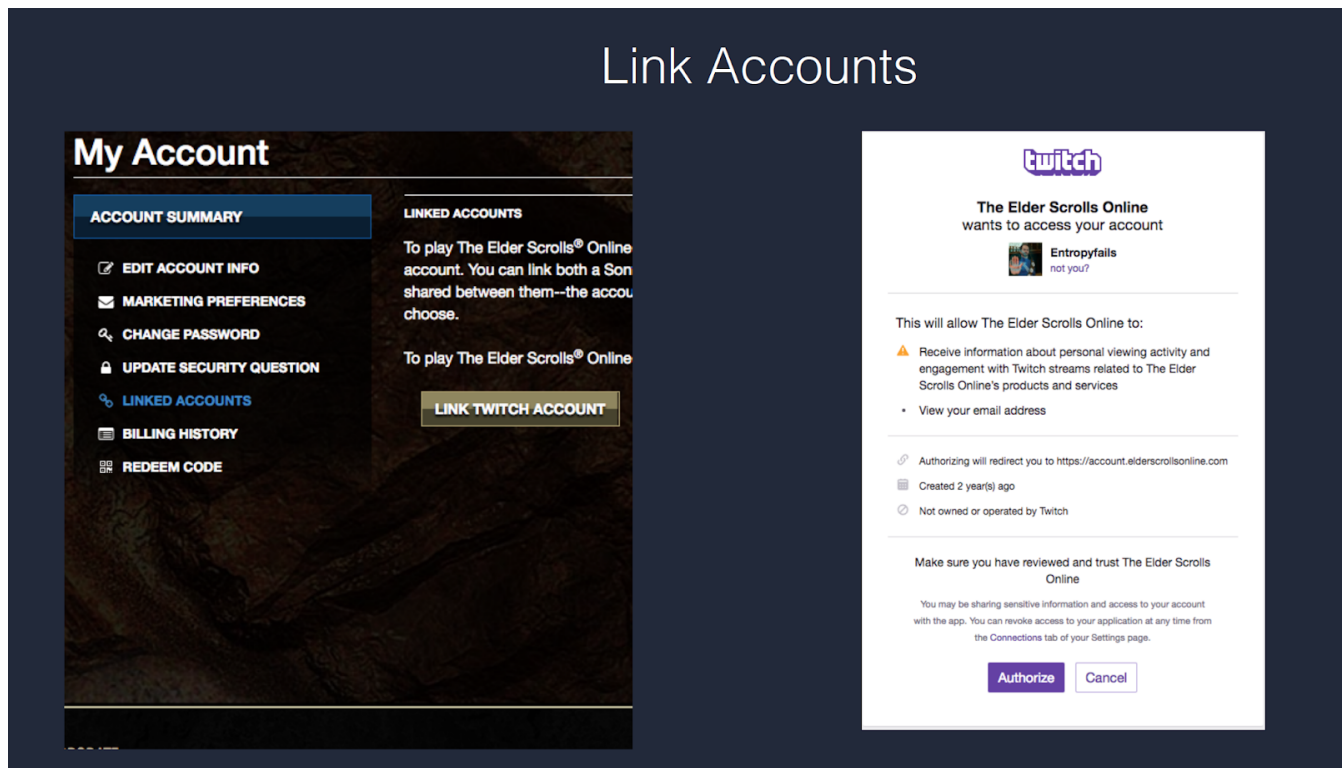 Link Accounts
My Account
ACCOUNT SUMMARY
EDIT ACCOUNT INFO
MARKETING PREFERENCES
CHANGE PASSWORD
UPDATE SECURITY QUESTION
LINKED ACCOUNTS
BILLING HISTORY
REDEEM CODE
LINKED ACCOUNTS
To play The Elder Scrolls® Online
account. You can link both a Son
shared between them--the accou
choose.
To play The Elder Scrolls® Online
LINK TWITCH ACCOUNT
twitch
The Elder Scrolls Online
wants to access your account
Entropyfails
not you?
This will allow The Elder Scrolls Online to:
Receive information about personal viewing activity and
engagement with Twitch streams related to The Elder
Scrolls Online's products and services
• View your email address
Authorizing will redirect you to https://account.elderscrollsonline.com
Created 2 year(s) ago
Not owned or operated by Twitch
Make sure you have reviewed and trust The Elder Scrolls
Online
You may be sharing sensitive information and access to your account
with the app. You can revoke access to your application at any time from
the Connections tab of your Settings page.
Authorize
Cancel